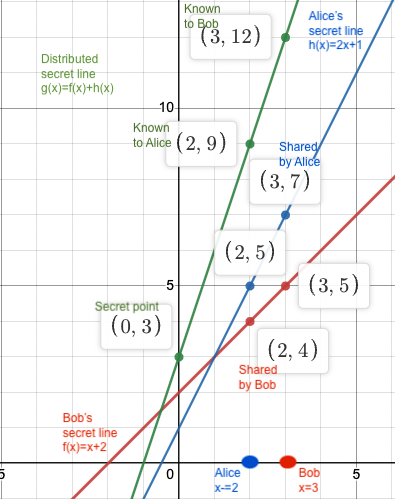 Known
to Bob
(3, 12)
Alice's
secret line
h(x)=2x+1
Distributed
secret line
g(x)=f(x)+h(x)
10
Known
to Alice
(2, 9)
Shared
by Alice
(3, 7)
(2, 5)
5
(3, 5)
Secret point
(0, 3)
(2, 4)
Shared
by Bob
Bob's
secret line
f(x)=x+2
5
0
5
Alice
x-=2
Bob
x=3